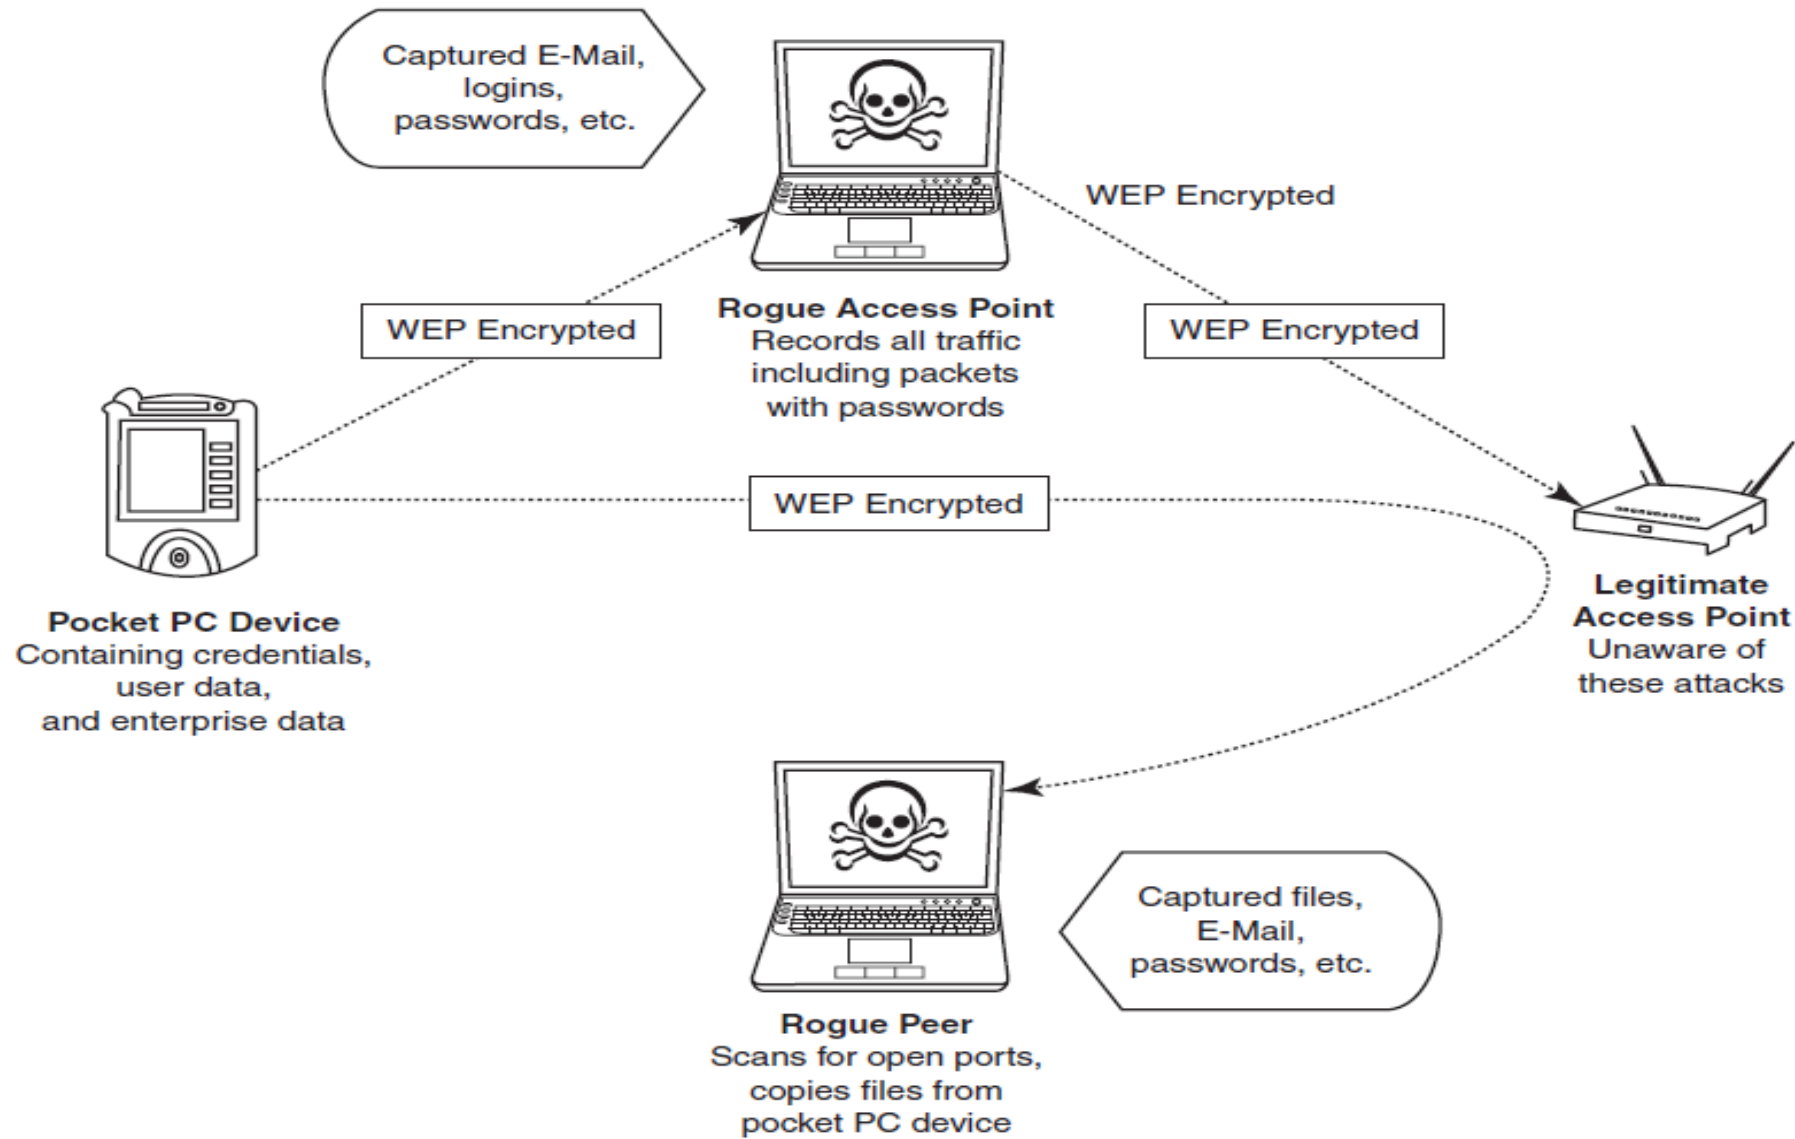 Captured E-Mail,
logins,
passwords, etc.
WEP Encrypted
WEP Encrypted
Rogue Access Point
Records all traffic
including packets
with passwords
WEP Encrypted
WEP Encrypted
Pocket PC Device
Containing credentials,
user data,
and enterprise data
Legitimate
Access Point
Unaware of
these attacks
Captured files,
E-Mail,
passwords, etc.
Rogue Peer
Scans for open ports,
copies files from
pocket PC device